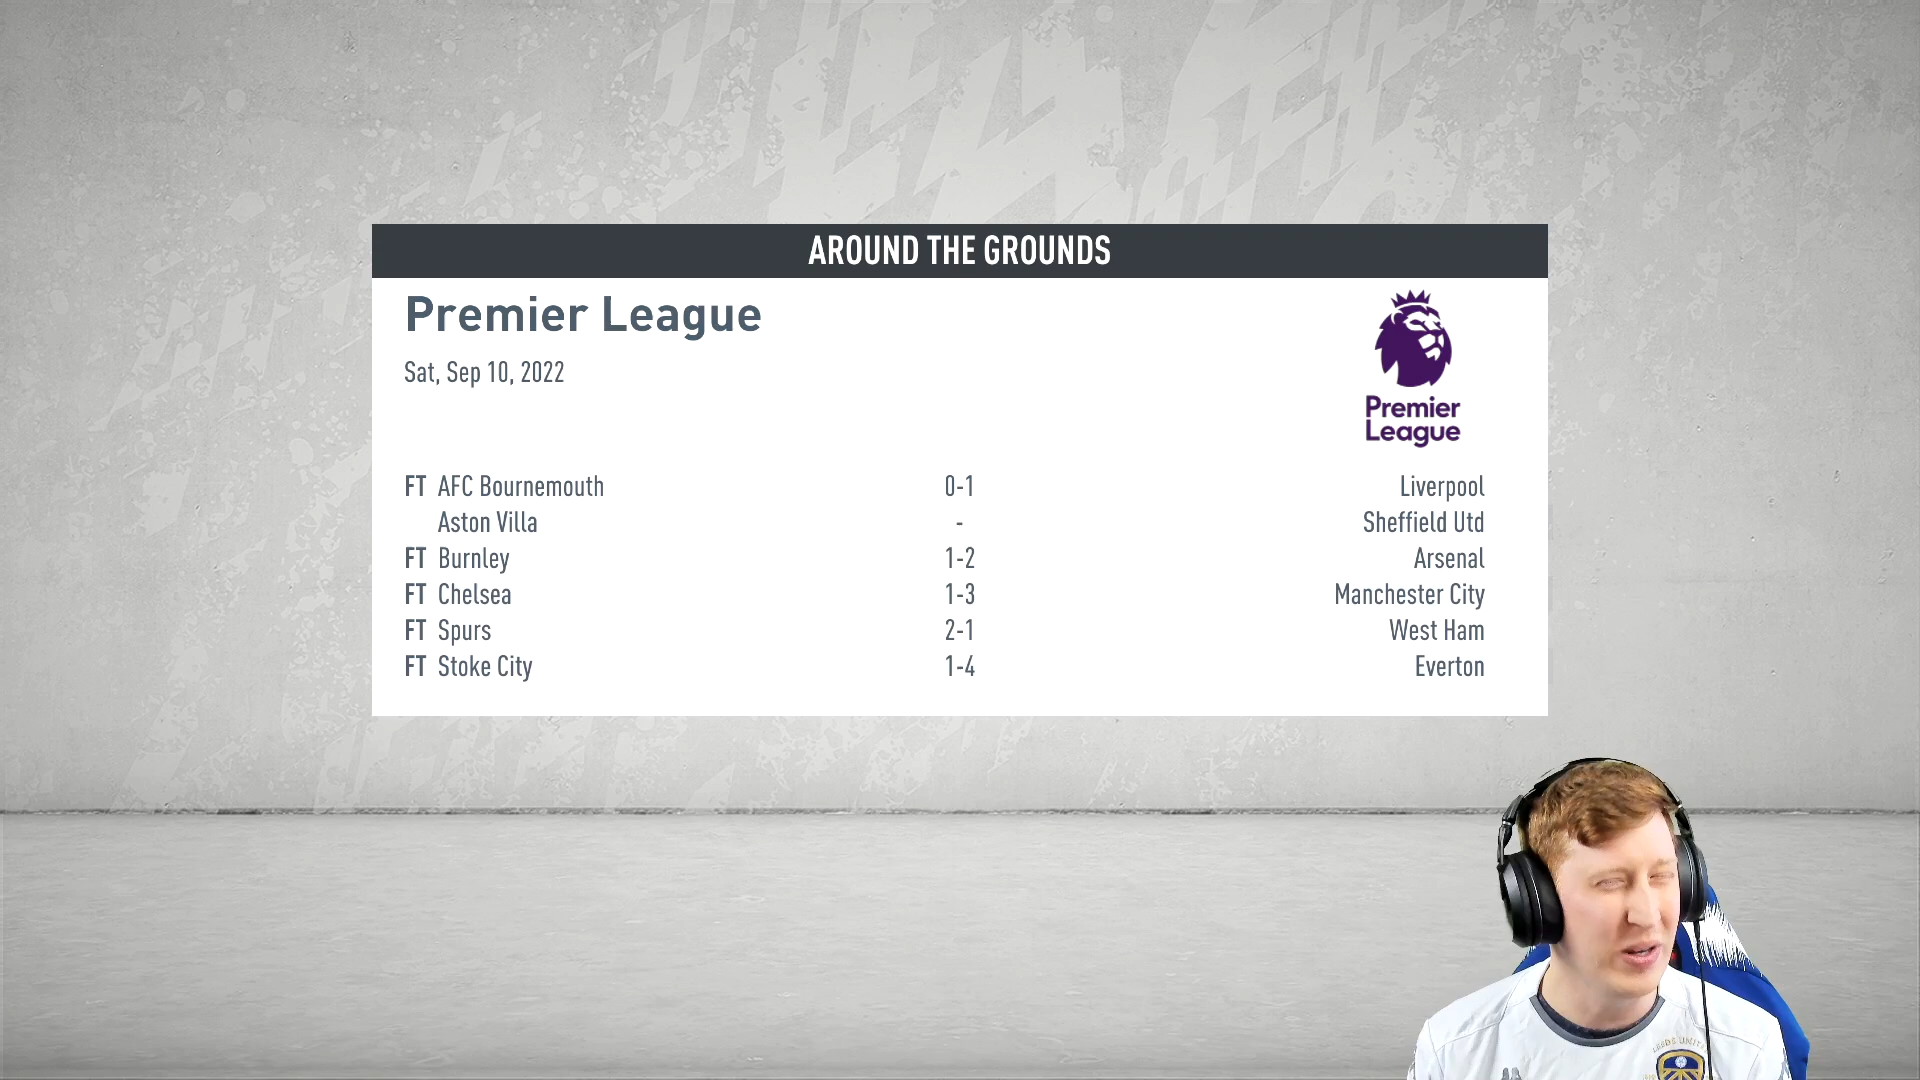 AROUND THE GROUNDS
Premier League
Sat, Sep 10, 2022
Premier
League
FT AFC Bournemouth 0-1 Liverpool
Aston Villa - Sheffield Utd
FT Burnley 1-2 Arsenal
FT Chelsea 1-3 Manchester City
FT Spurs 2-1 West Ham
FT Stoke City 1-4 Everton
LEEDS UNITED